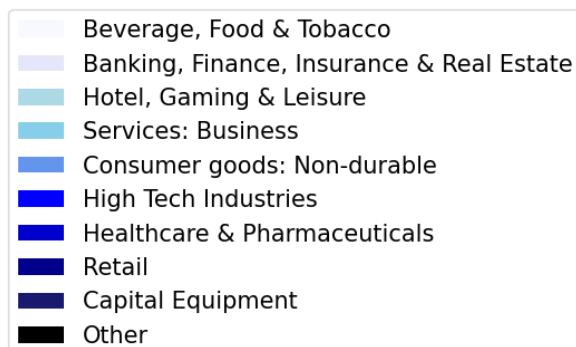 Beverage, Food & Tobacco
Banking, Finance, Insurance & Real Estate
Hotel, Gaming & Leisure
Services: Business
Consumer goods: Non-durable
High Tech Industries
Healthcare & Pharmaceuticals
Retail
Capital Equipment
Other